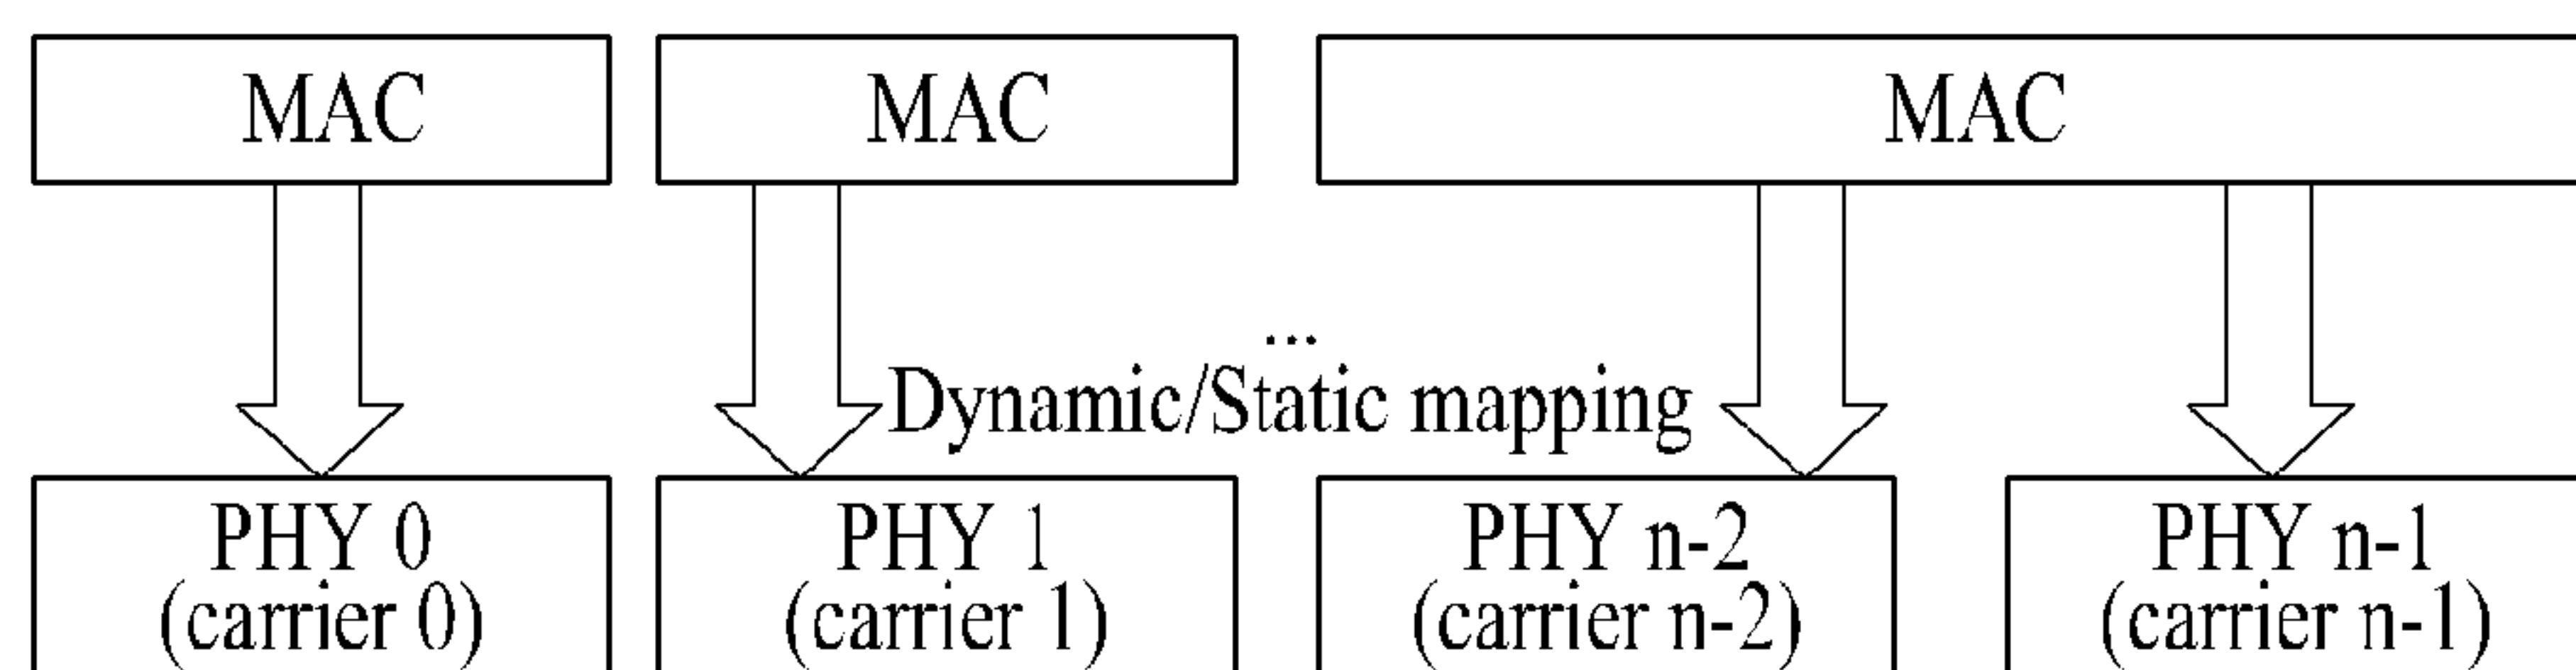 MAC
MAC
MAC
...
Dynamic/Static mapping
PHY 0
(carrier 0)
PHY 1
(carrier 1)
PHY n-2
(carrier n-2)
PHY n-1
(carrier n-1)